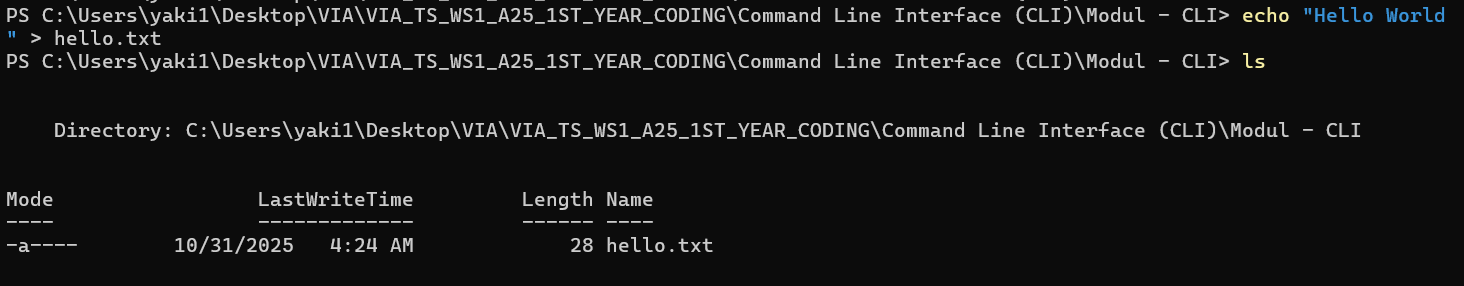 PS C:\Users\yaki1\Desktop\VIA\VIA_TS_WS1_A25_1ST_YEAR_CODING\Command Line Interface (CLI)\Modul - CLI> echo "Hello World
" > hello.txt
PS C:\Users\yaki1\Desktop\VIA\VIA_TS_WS1_A25_1ST_YEAR_CODING\Command Line Interface (CLI)\Modul - CLI> ls
Directory: C:\Users\yaki1\Desktop\VIA\VIA_TS_WS1_A25_1ST_YEAR_CODING\Command Line Interface (CLI)\Modul - CLI
Mode                 LastWriteTime         Length Name
----                 -------------         ------ ----
-a----        10/31/2025   4:24 AM             28 hello.txt